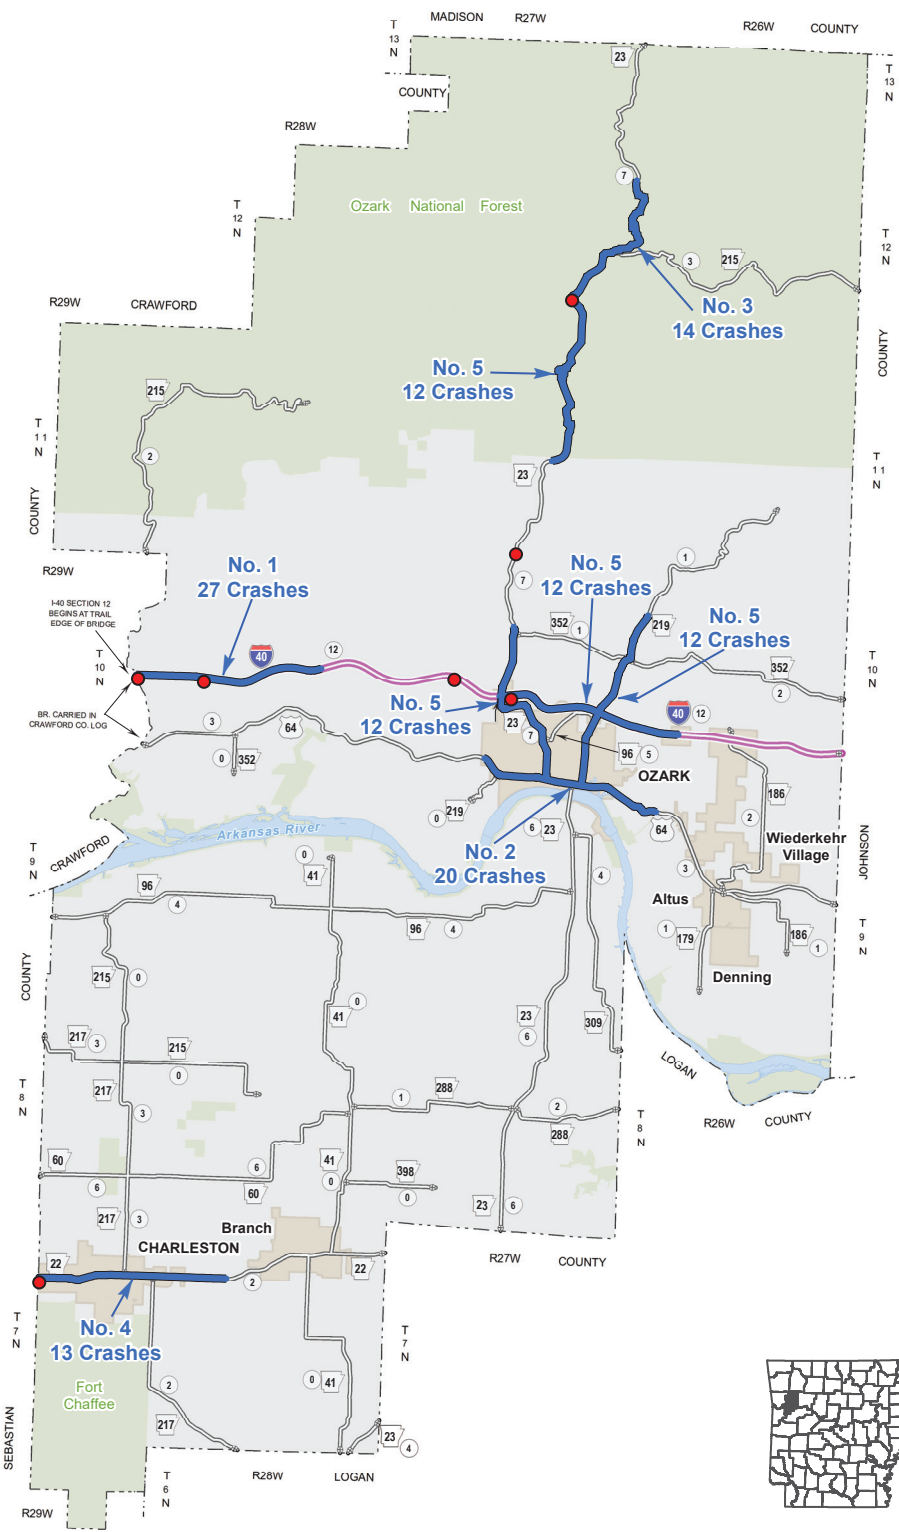 MADISON
R27W
R26W
COUNTY
T
13
N
23
T
13
N
COUNTY
R28W
7
Ozark National Forest
T
12
N
T
12
N
3
215
R29W
CRAWFORD
No. 3
14 Crashes
COUNTY
No. 5
12 Crashes
215
T
11
N
2
23
T
11
N
COUNTY
No. 1
27 Crashes
No. 5
12 Crashes
1
R29W
7
I-40 SECTION 12
BEGINS AT TRAIL
EDGE OF BRIDGE
352
1
219
No. 5
12 Crashes
12
40
T
10
N
352
2
T
10
N
No. 5
12 Crashes
BR. CARRIED IN
CRAWFORD CO. LOG
3
64
23
7
40
12
0
352
96
5
OZARK
186
0
219
2
Arkansas River
6
23
64
Wiederkehr
Village
JOHNSON
CRAWFORD
T
9
N
0
41
No. 2
20 Crashes
3
4
96
4
Altus
96
4
1
179
186
1
T
9
N
COUNTY
215
0
Denning
0
41
23
6
309
217
3
215
0
LOGAN
T
8
N
217
3
1
288
2
288
T
8
N
R26W
COUNTY
60
6
6
60
41
0
398
0
217
3
23
6
Branch
CHARLESTON
R27W
COUNTY
22
2
22
T
7
N
No. 4
13 Crashes
T
7
N
Fort
Chaffee
2
217
0
41
23
4
SEBASTIAN
T
6
N
R28W
LOGAN
R29W